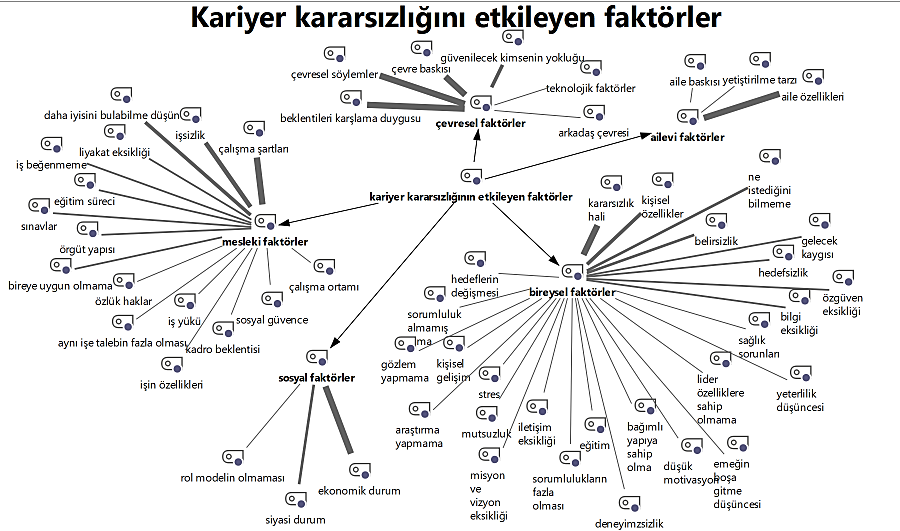 Kariyer kararsızlığını etkileyen faktörler
çevresel söylemler
çevre baskısı
güvenilecek kimsenin yokluğu
teknolojik faktörler
beklentileri karşlama duygusu
çevresel faktörler
arkadaş çevresi
aile baskısı
yetiştirilme tarzı
aile özellikleri
ailevi faktörler
daha iyisini bulabilme düşün
işsizlik
liyakat eksikliği
çalışma şartları
iş beğenmeme
eğitim süreci
sınavlar
örgüt yapısı
mesleki faktörler
bireye uygun olmama
özlük haklar
çalışma ortamı
iş yükü
sosyal güvence
aynı işe talebin fazla olması
kadro beklentisi
işin özellikleri
kariyer kararsızlığının etkileyen faktörler
kararsızlık
hali
kişisel
özellikler
ne
istediğini
bilmeme
belirsizlik
gelecek
kaygısı
hedefsizlik
özgüven
eksikliği
bilgi
eksikliği
hedeflerin
değişmesi
bireysel faktörler
sorumluluk
almamış
ma
sağlık
sorunları
gözlem
yapmama
kişisel
gelişim
stres
lider
özelliklere
sahip
olmama
yeterlilik
düşüncesi
araştırma
yapmama
mutsuzluk
iletişim
eksikliği
eğitim
bağımlı
yapıya
sahip
olma
düşük
motivasyon
emeğin
boşa
gitme
düşüncesi
misyon
ve
vizyon
eksikliği
sorumlulukların
fazla
olması
deneyimzsizlik
sosyal faktörler
rol modelin olmaması
siyasi durum
ekonomik durum